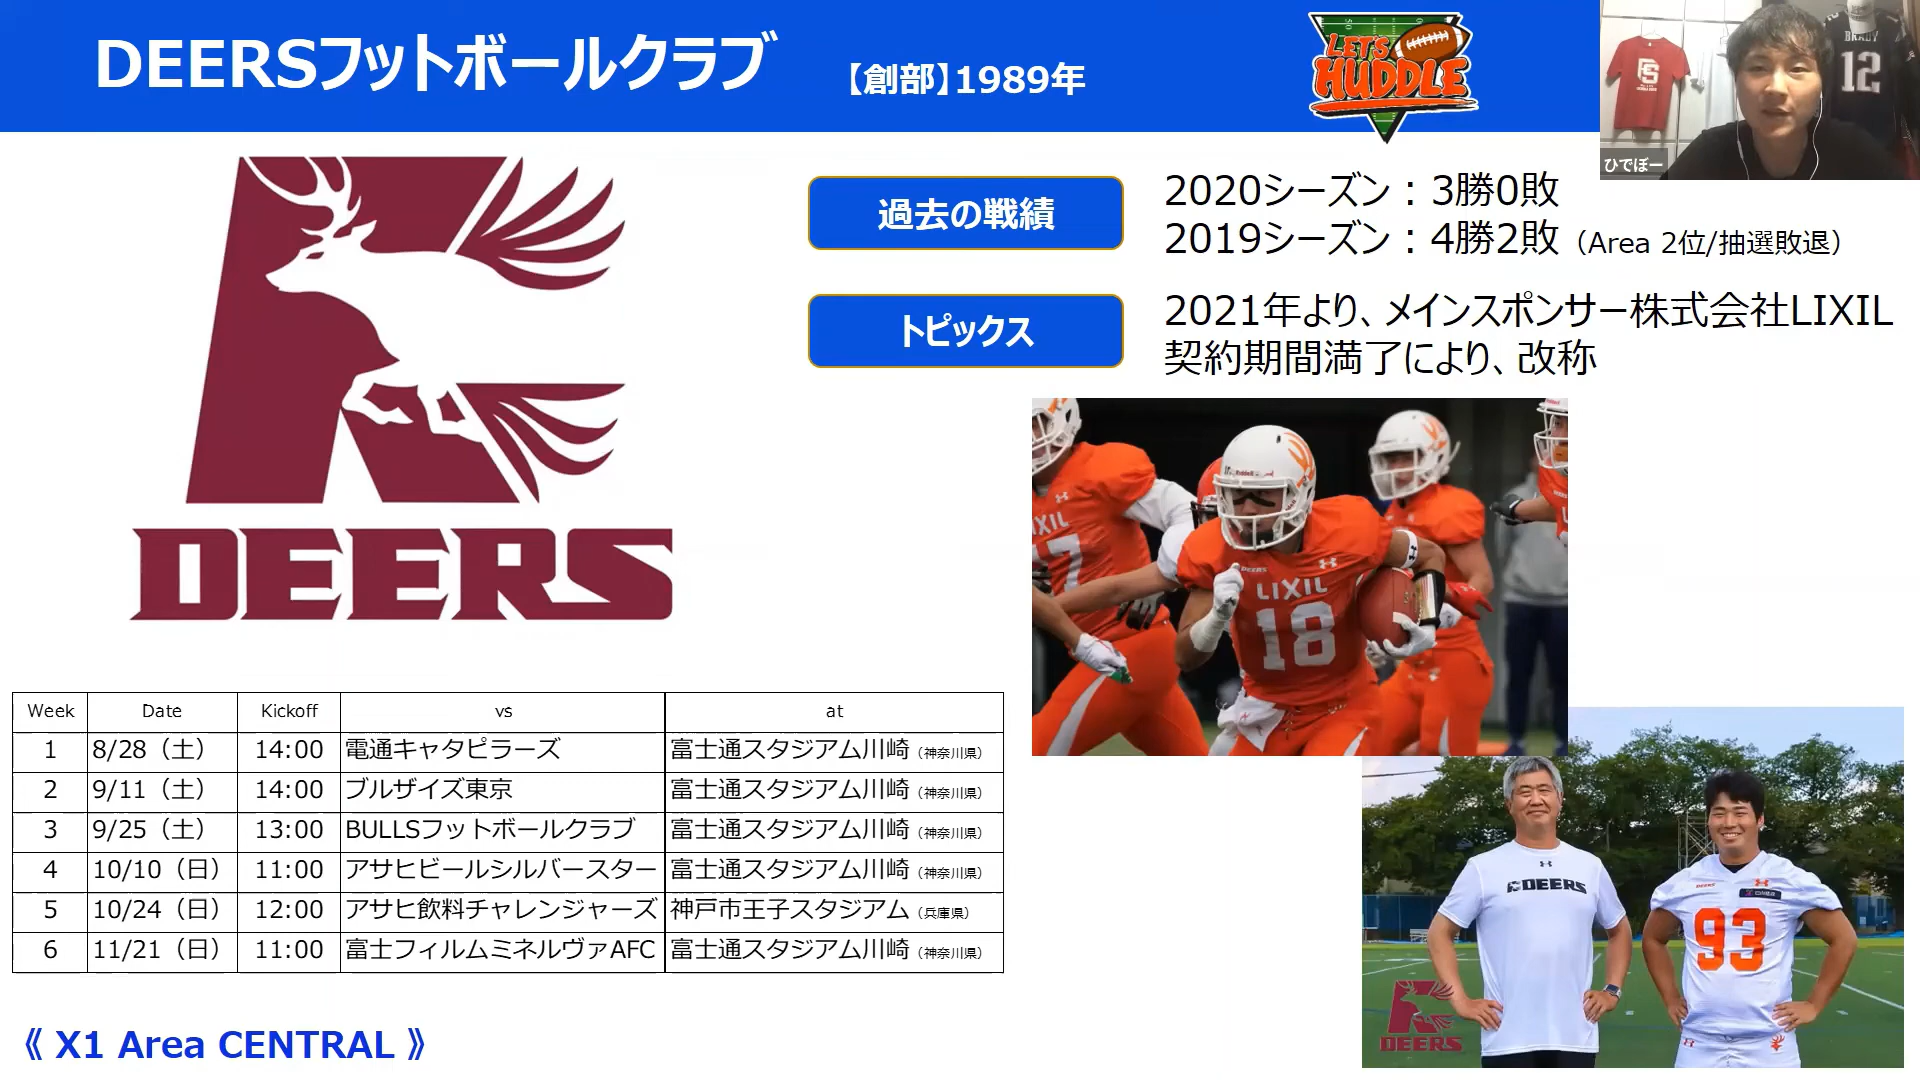 DEERSフットボールクラブ 【創部】1989年
LET'S
HUDDLE
BRADY
12
ひでぼー
過去の戦績
2020シーズン：3勝0敗
2019シーズン：4勝2敗（Area 2位/抽選敗退）
トピックス
2021年より、メインスポンサー株式会社LIXIL
契約期間満了により、改称
DEERS
LIXIL
17
DEERS
LIXIL
18
Week Date Kickoff vs at
1 8/28（土） 14:00 電通キャタピラーズ 富士通スタジアム川崎（神奈川県）
2 9/11（土） 14:00 ブルザイズ東京 富士通スタジアム川崎（神奈川県）
3 9/25（土） 13:00 BULLSフットボールクラブ 富士通スタジアム川崎（神奈川県）
4 10/10（日） 11:00 アサヒビールシルバースター 富士通スタジアム川崎（神奈川県）
5 10/24（日） 12:00 アサヒ飲料チャレンジャーズ 神戸市王子スタジアム（兵庫県）
6 11/21（日） 11:00 富士フィルムミネルヴァAFC 富士通スタジアム川崎（神奈川県）
DEERS
DEERS
93
DEERS
《 X1 Area CENTRAL 》